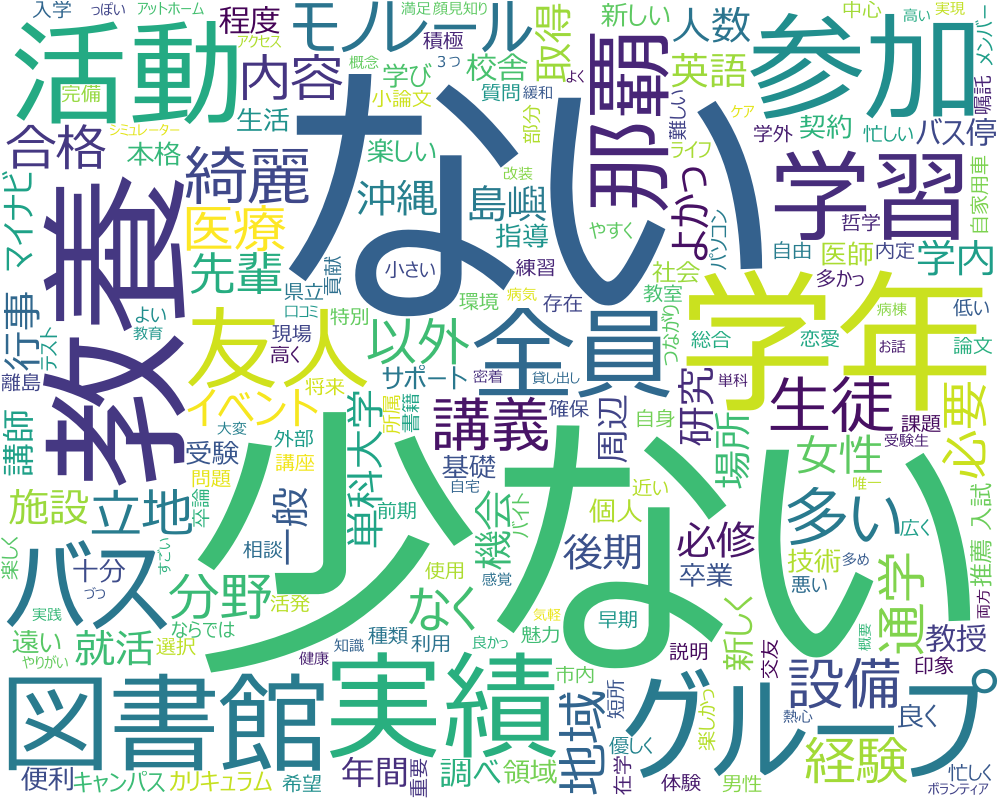 入学
っぽい
アットホーム
程度
モノレール
満足
顔見知り
新しい
人数
中心
高い
実現
メンバー
活動
アクセス
積極
3つ
校舎
取得
那覇
参加
完備
内容
概念
学び
質問
よく
英語
嘱託
小論文
緩和
難しい
ケア
シミュレーター
生活
部分
学外
契約
忙しい
バス停
合格
本格
楽しい
ライフ
ない
綺麗
改装
学習
自家用車
マイナビ
教養
沖縄
島嶼
よかっ
パソコン
哲学
医療
指導
やすく
自由
医師
内定
学内
先輩
小さい
練習
社会
多かっ
貢献
県立
環境
病気
存在
教室
学年
口コミ
特別
つながり
病棟
低い
行事
よい
教育
テスト
友人
現場
高く
以外
全員
総合
恋愛
お話
論文
離島
将来
サポート
密着
貸し出し
単科
イベント
所属
書籍
講義
確保
研究
生徒
必要
講師
大変
受験
外部
単科大学
周辺
自身
場所
女性
課題
受験生
基礎
問題
講座
卒論
自宅
近い
唯一
入試
施設
立地
一般
前期
機会
バイト
個人
多い
広く
少ない
相談
後期
必修
技術
推薦
楽しく
バス
十分
すごい
使用
感覚
卒業
悪い
多め
通学
両方
実践
づつ
分野
活発
なく
気軽
早期
遠い
ならでは
種類
利用
良かっ
魅力
新しく
概要
教授
やりがい
就活
選択
知識
健康
説明
交友
印象
図書館
実績
市内
短所
グループ
設備
地域
楽しかっ
熱心
良く
優しく
経験
便利
キャンパス
カリキュラム
希望
年間
重要
調べ
領域
在学
体験
男性
忙しく
ボランティア